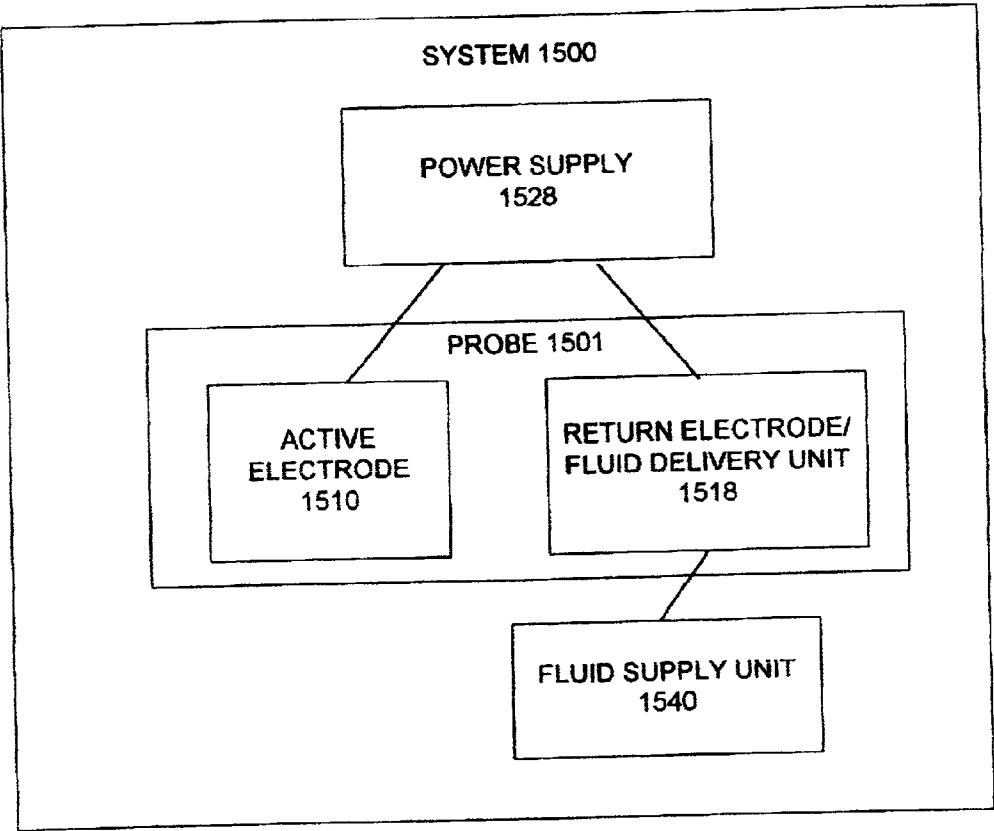 SYSTEM 1500
POWER SUPPLY
1528
PROBE 1501
ACTIVE
ELECTRODE
1510
RETURN ELECTRODE/
FLUID DELIVERY UNIT
1518
FLUID SUPPLY UNIT
1540